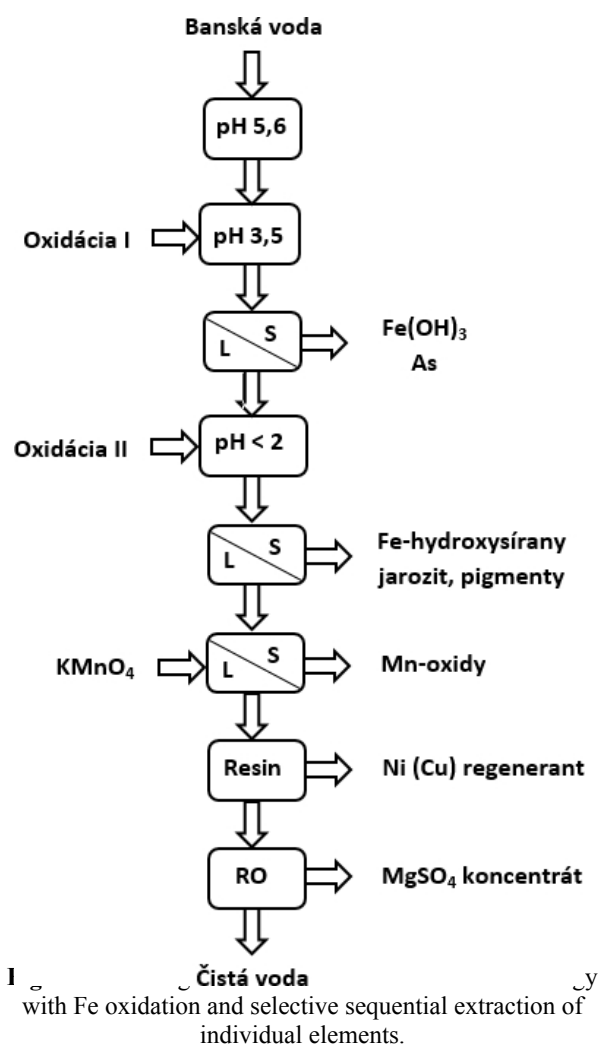 Banská voda
pH 5,6
Oxidácia I
pH 3,5
S
L
Fe(OH)₃
As
Oxidácia II
pH < 2
S
L
Fe-hydroxysírany
jarozit, pigmenty
KMnO₄
S
L
Mn-oxidy
Resin
Ni (Cu) regenerant
RO
MgSO₄ koncentrát
Čistá voda
with Fe oxidation and selective sequential extraction of
individual elements.